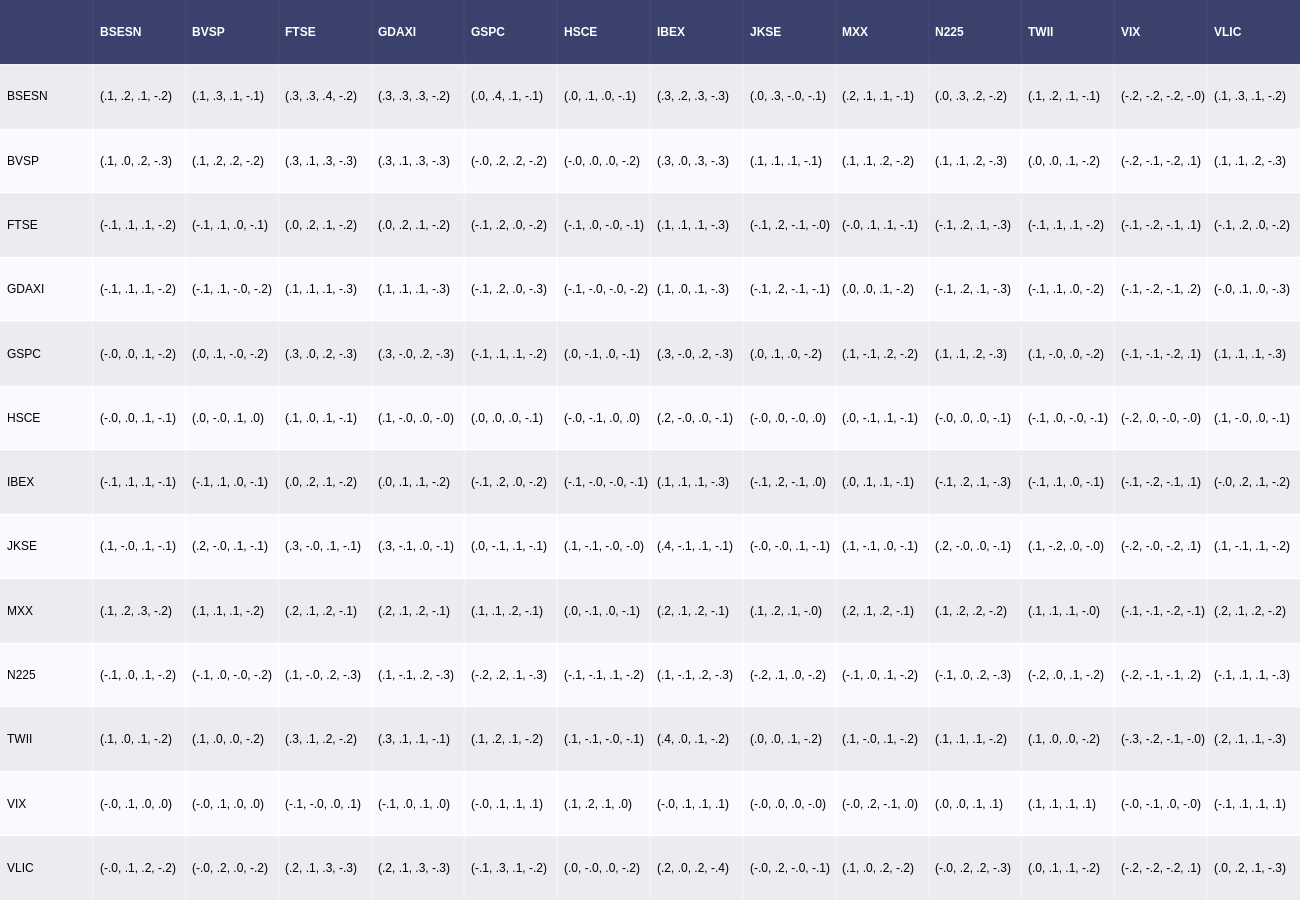 BSESN BVSP FTSE GDAXI GSPC HSCE IBEX JKSE MXX N225 TWII VIX VLIC
BSESN (.1, .2, .1, -.2) (.1, .3, .1, -.1) (.3, .3, .4, -.2) (.3, .3, .3, -.2) (.0, .4, .1, -.1) (.0, .1, .0, -.1) (.3, .2, .3, -.3) (.0, .3, -.0, -.1) (.2, .1, .1, -.1) (.0, .3, .2, -.2) (.1, .2, .1, -.1) (-.2, -.2, -.2, -.0) (.1, .3, .1, -.2)
BVSP (.1, .0, .2, -.3) (.1, .2, .2, -.2) (.3, .1, .3, -.3) (.3, .1, .3, -.3) (-.0, .2, .2, -.2) (-.0, .0, .0, -.2) (.3, .0, .3, -.3) (.1, .1, .1, -.1) (.1, .1, .2, -.2) (.1, .1, .2, -.3) (.0, .0, .1, -.2) (-.2, -.1, -.2, .1) (.1, .1, .2, -.3)
FTSE (-.1, .1, .1, -.2) (-.1, .1, .0, -.1) (.0, .2, .1, -.2) (.0, .2, .1, -.2) (-.1, .2, .0, -.2) (-.1, .0, -.0, -.1) (.1, .1, .1, -.3) (-.1, .2, -.1, -.0) (-.0, .1, .1, -.1) (-.1, .2, .1, -.3) (-.1, .1, .1, -.2) (-.1, -.2, -.1, .1) (-.1, .2, .0, -.2)
GDAXI (-.1, .1, .1, -.2) (-.1, .1, -.0, -.2) (.1, .1, .1, -.3) (.1, .1, .1, -.3) (-.1, .2, .0, -.3) (-.1, -.0, -.0, -.2) (.1, .0, .1, -.3) (-.1, .2, -.1, -.1) (.0, .0, .1, -.2) (-.1, .2, .1, -.3) (-.1, .1, .0, -.2) (-.1, -.2, -.1, .2) (-.0, .1, .0, -.3)
GSPC (-.0, .0, .1, -.2) (.0, .1, -.0, -.2) (.3, .0, .2, -.3) (.3, -.0, .2, -.3) (-.1, .1, .1, -.2) (.0, -.1, .0, -.1) (.3, -.0, .2, -.3) (.0, .1, .0, -.2) (.1, -.1, .2, -.2) (.1, .1, .2, -.3) (.1, -.0, .0, -.2) (-.1, -.1, -.2, .1) (.1, .1, .1, -.3)
HSCE (-.0, .0, .1, -.1) (.0, -.0, .1, .0) (.1, .0, .1, -.1) (.1, -.0, .0, -.0) (.0, .0, .0, -.1) (-.0, -.1, .0, .0) (.2, -.0, .0, -.1) (-.0, .0, -.0, .0) (.0, -.1, .1, -.1) (-.0, .0, .0, -.1) (-.1, .0, -.0, -.1) (-.2, .0, -.0, -.0) (.1, -.0, .0, -.1)
IBEX (-.1, .1, .1, -.1) (-.1, .1, .0, -.1) (.0, .2, .1, -.2) (.0, .1, .1, -.2) (-.1, .2, .0, -.2) (-.1, -.0, -.0, -.1) (.1, .1, .1, -.3) (-.1, .2, -.1, .0) (.0, .1, .1, -.1) (-.1, .2, .1, -.3) (-.1, .1, .0, -.1) (-.1, -.2, -.1, .1) (-.0, .2, .1, -.2)
JKSE (.1, -.0, .1, -.1) (.2, -.0, .1, -.1) (.3, -.0, .1, -.1) (.3, -.1, .0, -.1) (.0, -.1, .1, -.1) (.1, -.1, -.0, -.0) (.4, -.1, .1, -.1) (-.0, -.0, .1, -.1) (.1, -.1, .0, -.1) (.2, -.0, .0, -.1) (.1, -.2, .0, -.0) (-.2, -.0, -.2, .1) (.1, -.1, .1, -.2)
MXX (.1, .2, .3, -.2) (.1, .1, .1, -.2) (.2, .1, .2, -.1) (.2, .1, .2, -.1) (.1, .1, .2, -.1) (.0, -.1, .0, -.1) (.2, .1, .2, -.1) (.1, .2, .1, -.0) (.2, .1, .2, -.1) (.1, .2, .2, -.2) (.1, .1, .1, -.0) (-.1, -.1, -.2, -.1) (.2, .1, .2, -.2)
N225 (-.1, .0, .1, -.2) (-.1, .0, -.0, -.2) (.1, -.0, .2, -.3) (.1, -.1, .2, -.3) (-.2, .2, .1, -.3) (-.1, -.1, .1, -.2) (.1, -.1, .2, -.3) (-.2, .1, .0, -.2) (-.1, .0, .1, -.2) (-.1, .0, .2, -.3) (-.2, .0, .1, -.2) (-.2, -.1, -.1, .2) (-.1, .1, .1, -.3)
TWII (.1, .0, .1, -.2) (.1, .0, .0, -.2) (.3, .1, .2, -.2) (.3, .1, .1, -.1) (.1, .2, .1, -.2) (.1, -.1, -.0, -.1) (.4, .0, .1, -.2) (.0, .0, .1, -.2) (.1, -.0, .1, -.2) (.1, .1, .1, -.2) (.1, .0, .0, -.2) (-.3, -.2, -.1, -.0) (.2, .1, .1, -.3)
VIX (-.0, .1, .0, .0) (-.0, .1, .0, .0) (-.1, -.0, .0, .1) (-.1, .0, .1, .0) (-.0, .1, .1, .1) (.1, .2, .1, .0) (-.0, .1, .1, .1) (-.0, .0, .0, -.0) (-.0, .2, -.1, .0) (.0, .0, .1, .1) (.1, .1, .1, .1) (-.0, -.1, .0, -.0) (-.1, .1, .1, .1)
VLIC (-.0, .1, .2, -.2) (-.0, .2, .0, -.2) (.2, .1, .3, -.3) (.2, .1, .3, -.3) (-.1, .3, .1, -.2) (.0, -.0, .0, -.2) (.2, .0, .2, -.4) (-.0, .2, -.0, -.1) (.1, .0, .2, -.2) (-.0, .2, .2, -.3) (.0, .1, .1, -.2) (-.2, -.2, -.2, .1) (.0, .2, .1, -.3)